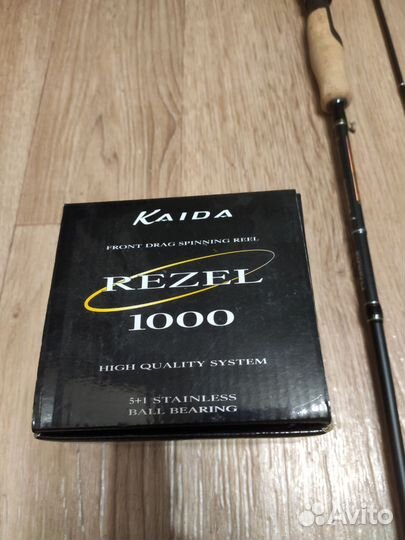 KAIDA
FRONT DRAG SPINNING REEL
REZEL
1000
HIGH QUALITY SYSTEM
5+1 STAINLESS
BALL BEARING
Avito